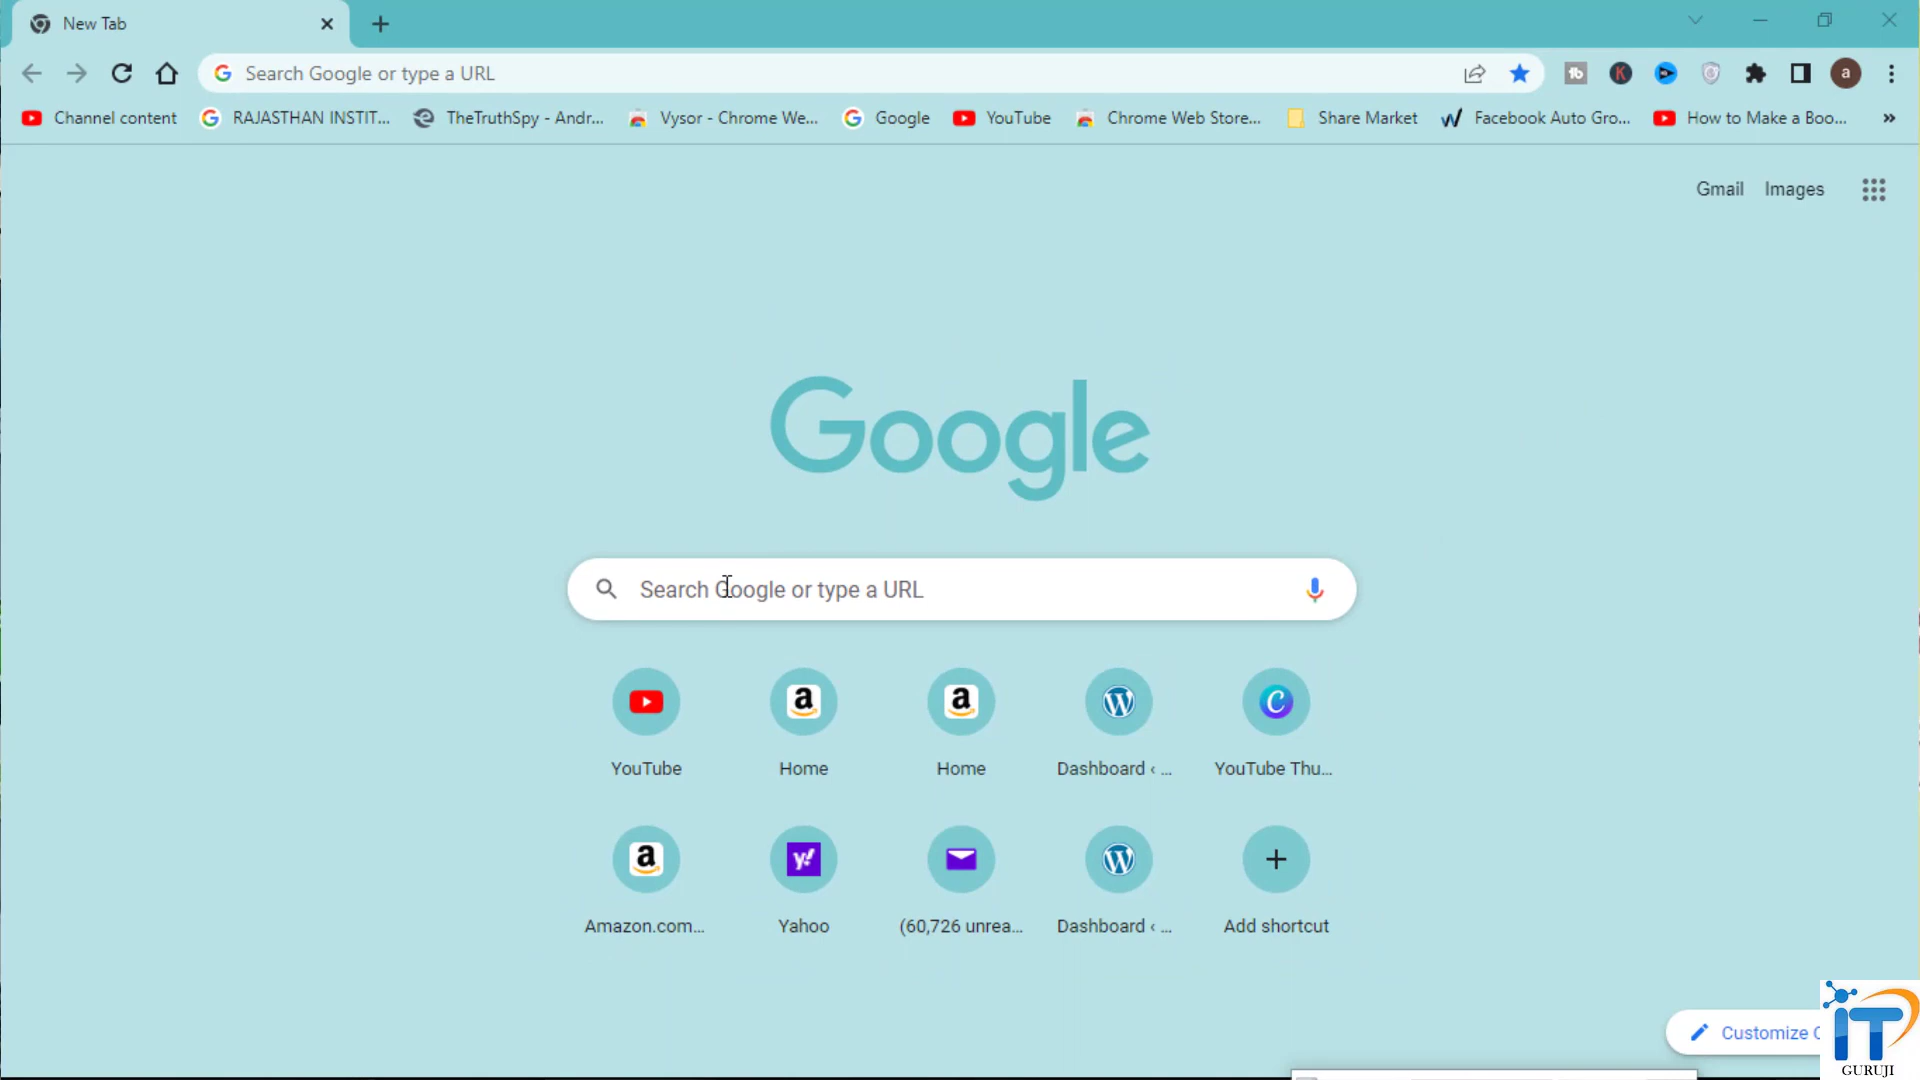 New Tab
Search Google or type a URL
Channel content
RAJASTHAN INSTIT...
TheTruthSpy - Andr...
Vysor - Chrome We...
Google
YouTube
Chrome Web Store...
Share Market
Facebook Auto Gro...
How to Make a Boo...
Gmail
Images
Google
Search Google or type a URL
YouTube
Home
Home
Dashboard ‹ ...
YouTube Thu...
Amazon.com...
Yahoo
(60,726 unrea...
Dashboard ‹ ...
Add shortcut
Customize C
IT
GURUJI